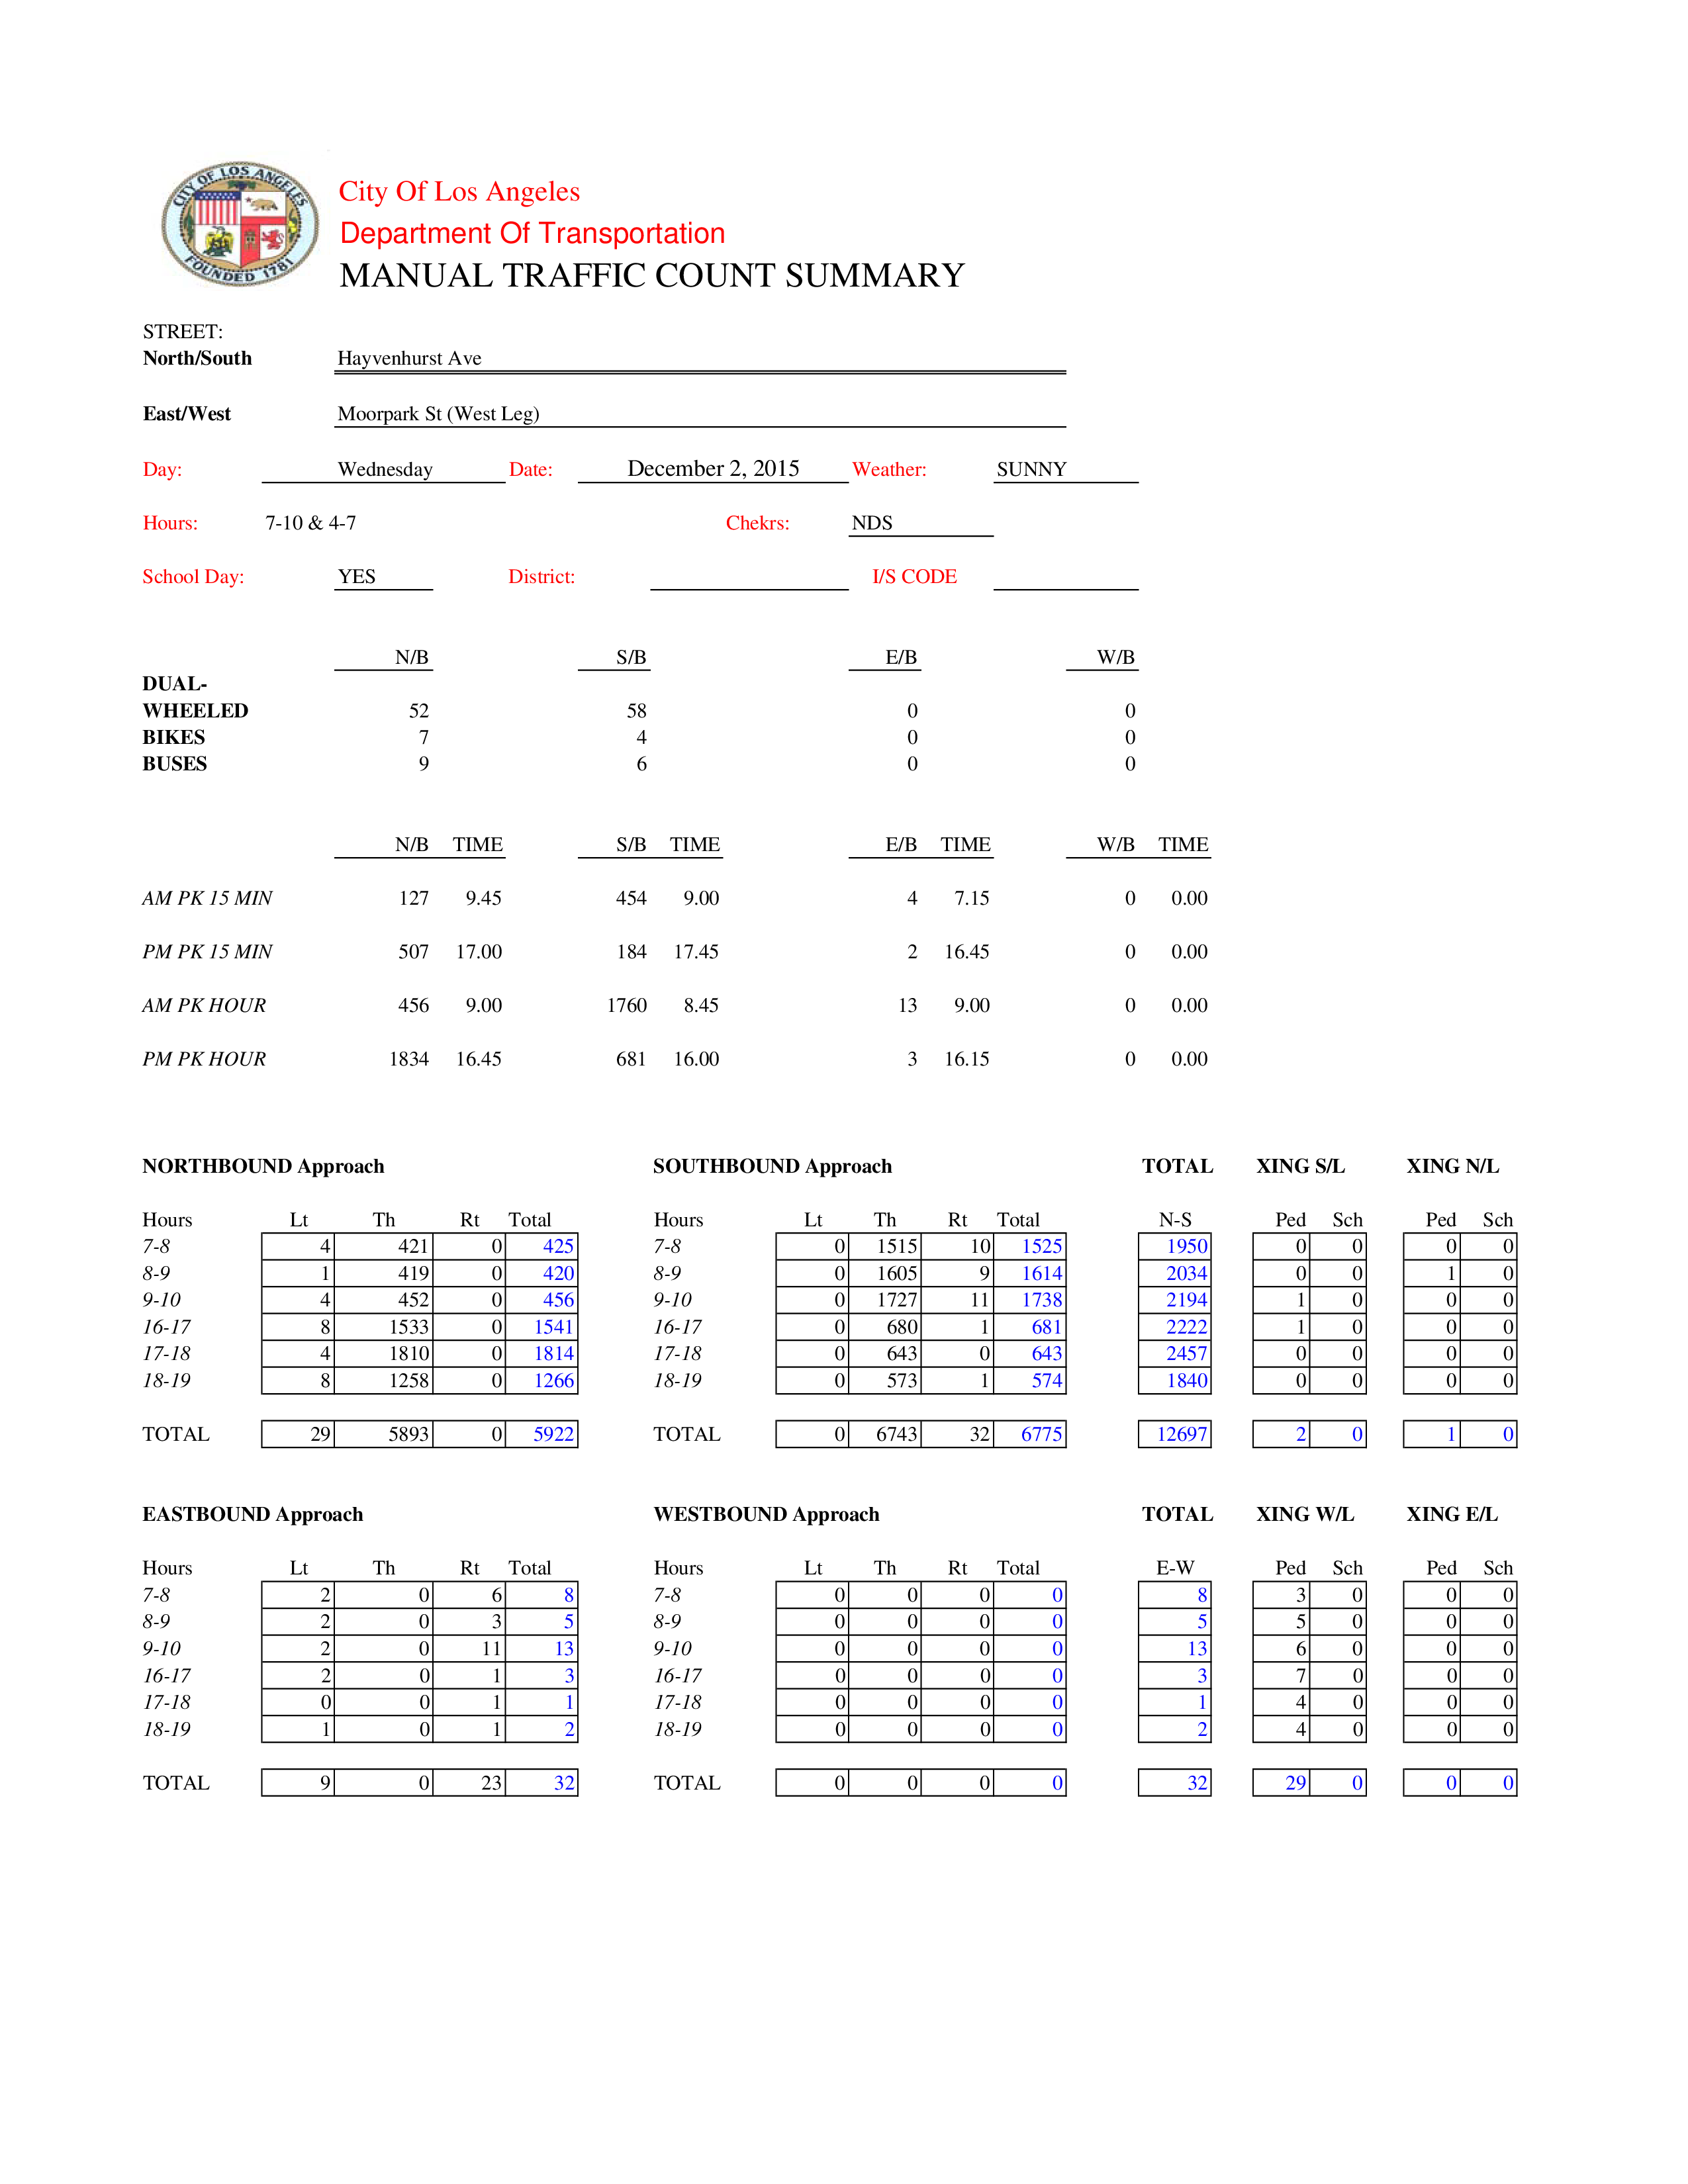 CITY OF LOS ANGELES
FOUNDED 1781
City Of Los Angeles
Department Of Transportation
MANUAL TRAFFIC COUNT SUMMARY
STREET:
North/South Hayvenhurst Ave
East/West Moorpark St (West Leg)
Day: Wednesday Date: December 2, 2015 Weather: SUNNY
Hours: 7-10 & 4-7 Chekrs: NDS
School Day: YES District: I/S CODE
N/B S/B E/B W/B
DUAL-
WHEELED 52 58 0 0
BIKES 7 4 0 0
BUSES 9 6 0 0
N/B TIME S/B TIME E/B TIME W/B TIME
AM PK 15 MIN 127 9.45 454 9.00 4 7.15 0 0.00
PM PK 15 MIN 507 17.00 184 17.45 2 16.45 0 0.00
AM PK HOUR 456 9.00 1760 8.45 13 9.00 0 0.00
PM PK HOUR 1834 16.45 681 16.00 3 16.15 0 0.00
NORTHBOUND Approach SOUTHBOUND Approach TOTAL XING S/L XING N/L
Hours Lt Th Rt Total Hours Lt Th Rt Total N-S Ped Sch Ped Sch
7-8 4 421 0 425 7-8 0 1515 10 1525 1950 0 0 0 0
8-9 1 419 0 420 8-9 0 1605 9 1614 2034 0 0 1 0
9-10 4 452 0 456 9-10 0 1727 11 1738 2194 1 0 0 0
16-17 8 1533 0 1541 16-17 0 680 1 681 2222 1 0 0 0
17-18 4 1810 0 1814 17-18 0 643 0 643 2457 0 0 0 0
18-19 8 1258 0 1266 18-19 0 573 1 574 1840 0 0 0 0
TOTAL 29 5893 0 5922 TOTAL 0 6743 32 6775 12697 2 0 1 0
EASTBOUND Approach WESTBOUND Approach TOTAL XING W/L XING E/L
Hours Lt Th Rt Total Hours Lt Th Rt Total E-W Ped Sch Ped Sch
7-8 2 0 6 8 7-8 0 0 0 0 8 3 0 0 0
8-9 2 0 3 5 8-9 0 0 0 0 5 5 0 0 0
9-10 2 0 11 13 9-10 0 0 0 0 13 6 0 0 0
16-17 2 0 1 3 16-17 0 0 0 0 3 7 0 0 0
17-18 0 0 1 1 17-18 0 0 0 0 1 4 0 0 0
18-19 1 0 1 2 18-19 0 0 0 0 2 4 0 0 0
TOTAL 9 0 23 32 TOTAL 0 0 0 0 32 29 0 0 0